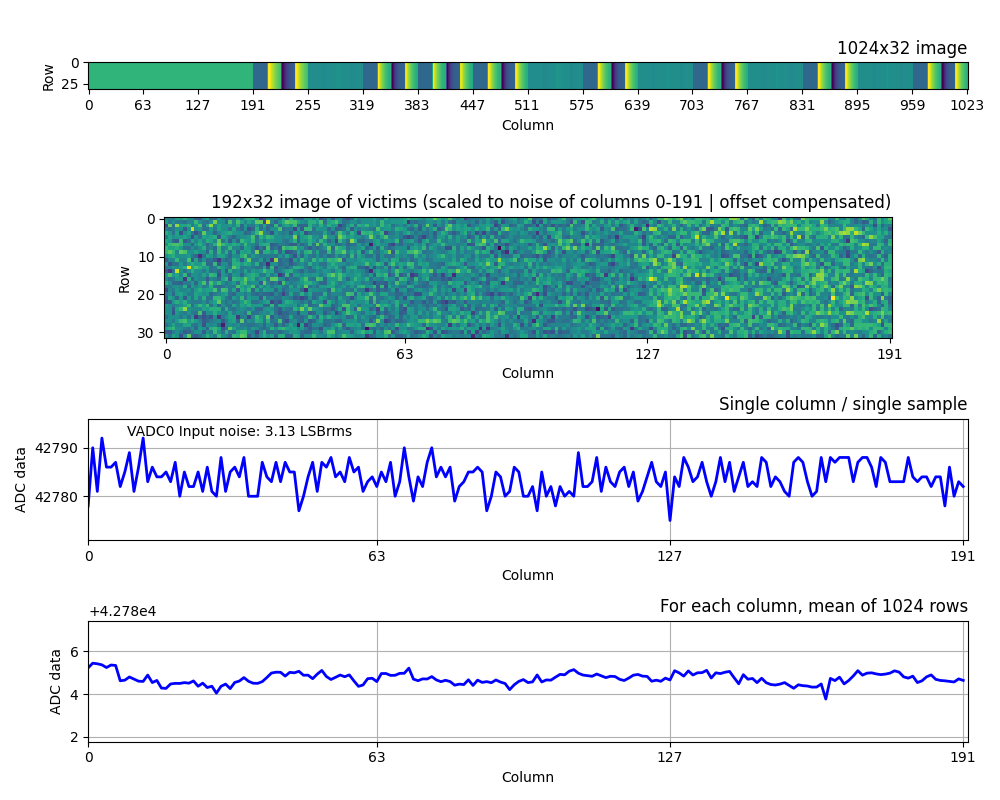 1024x32 image
Row
0
25
0 63 127 191 255 319 383 447 511 575 639 703 767 831 895 959 1023
Column
192x32 image of victims (scaled to noise of columns 0-191 | offset compensated)
Row
0
10
20
30
0 63 127 191
Column
Single column / single sample
VADC0 Input noise: 3.13 LSBrms
ADC data
42790
42780
0 63 127 191
Column
+4.278e4
For each column, mean of 1024 rows
ADC data
6
4
2
0 63 127 191
Column